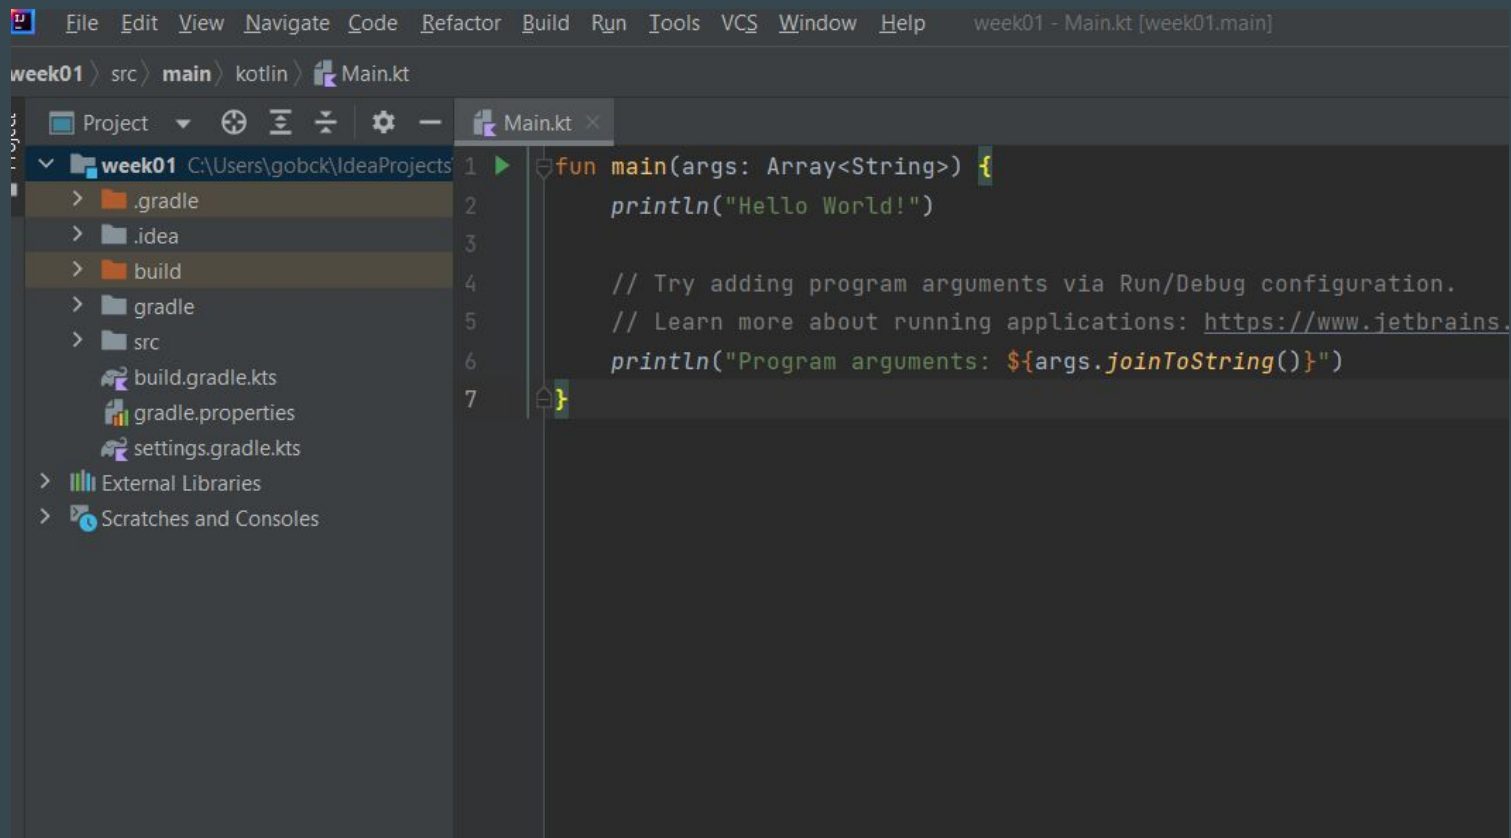 IJ File Edit View Navigate Code Refactor Build Run Tools VCS Window Help week01 - Main.kt [week01.main]
week01 src main kotlin Main.kt
Project
Project Main.kt
week01 C:\Users\gobck\IdeaProjects\
.gradle
.idea
build
gradle
src
build.gradle.kts
gradle.properties
settings.gradle.kts
External Libraries
Scratches and Consoles
1 fun main(args: Array<String>) {
2 println("Hello World!")
3
4 // Try adding program arguments via Run/Debug configuration.
5 // Learn more about running applications: https://www.jetbrains.
6 println("Program arguments: ${args.joinToString()}")
7 }